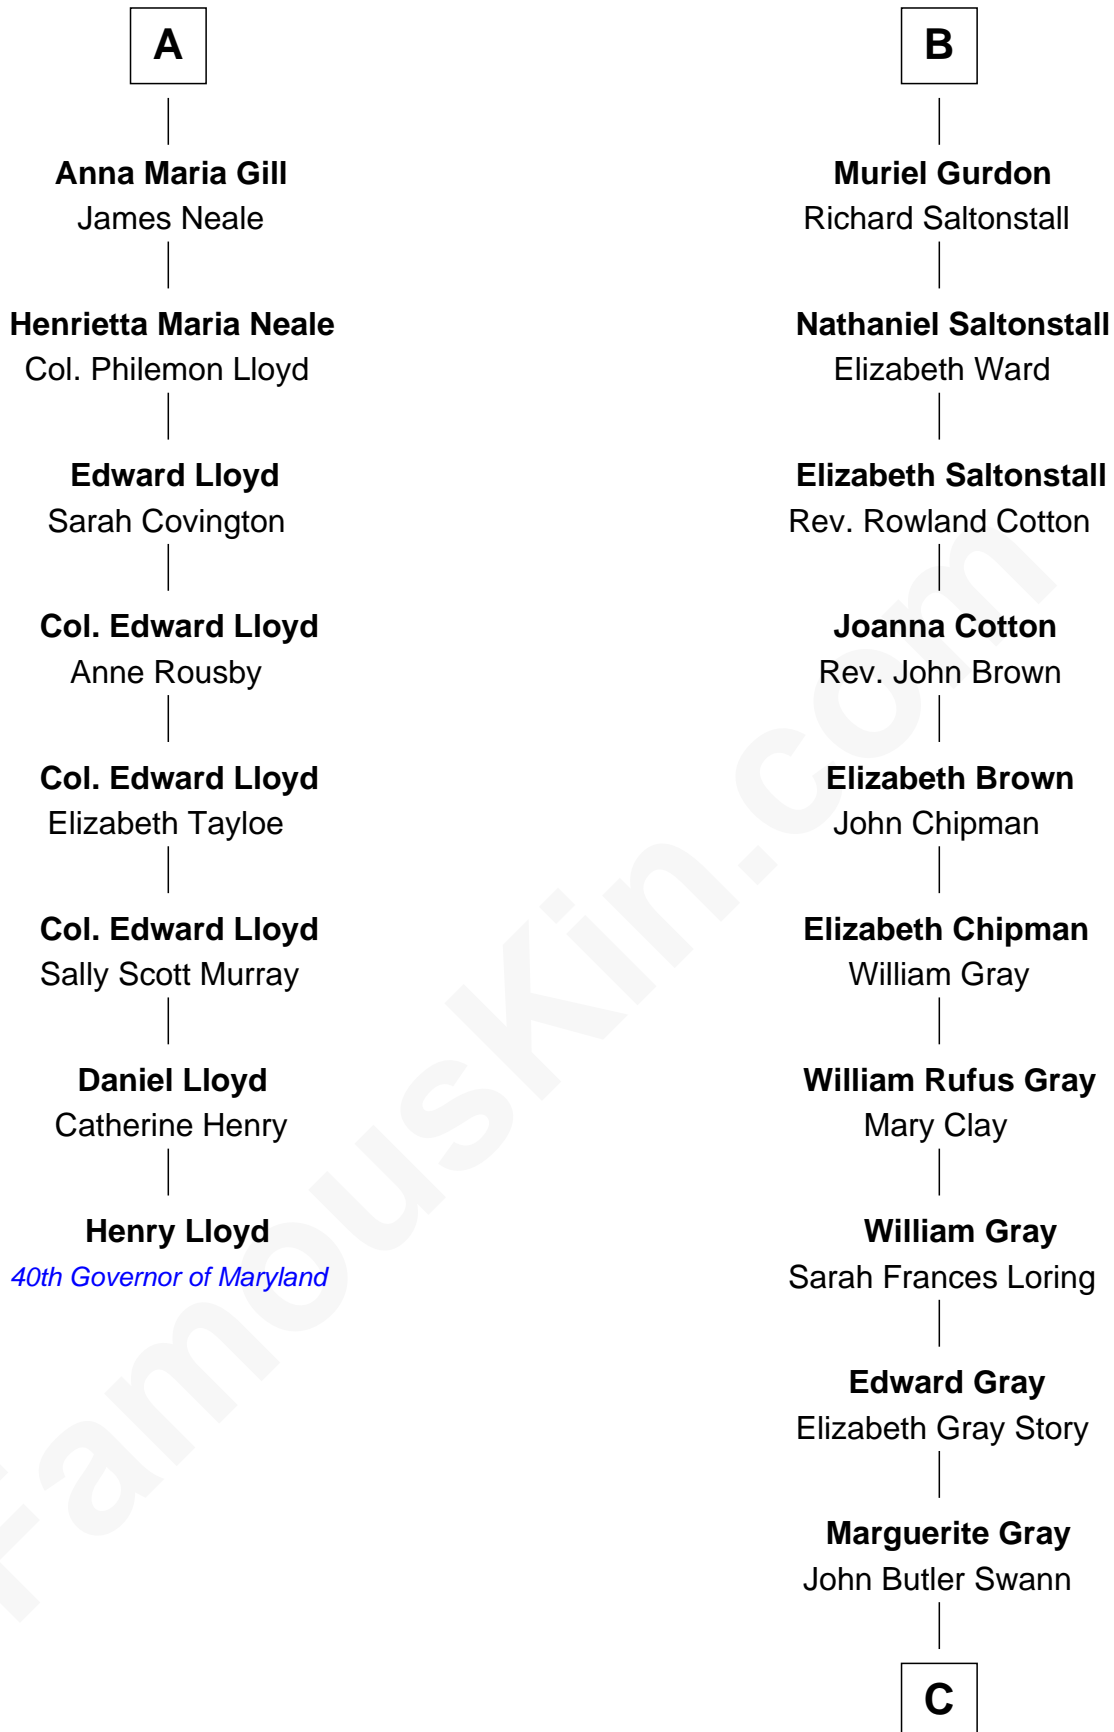 A
Anna Maria Gill
James Neale
Henrietta Maria Neale
Col. Philemon Lloyd
Edward Lloyd
Sarah Covington
Col. Edward Lloyd
Anne Rousby
Col. Edward Lloyd
Elizabeth Tayloe
Col. Edward Lloyd
Sally Scott Murray
Daniel Lloyd
Catherine Henry
Henry Lloyd
40th Governor of Maryland
B
Muriel Gurdon
Richard Saltonstall
Nathaniel Saltonstall
Elizabeth Ward
Elizabeth Saltonstall
Rev. Rowland Cotton
Joanna Cotton
Rev. John Brown
Elizabeth Brown
John Chipman
Elizabeth Chipman
William Gray
William Rufus Gray
Mary Clay
William Gray
Sarah Frances Loring
Edward Gray
Elizabeth Gray Story
Marguerite Gray
John Butler Swann
C
FamousKin.com